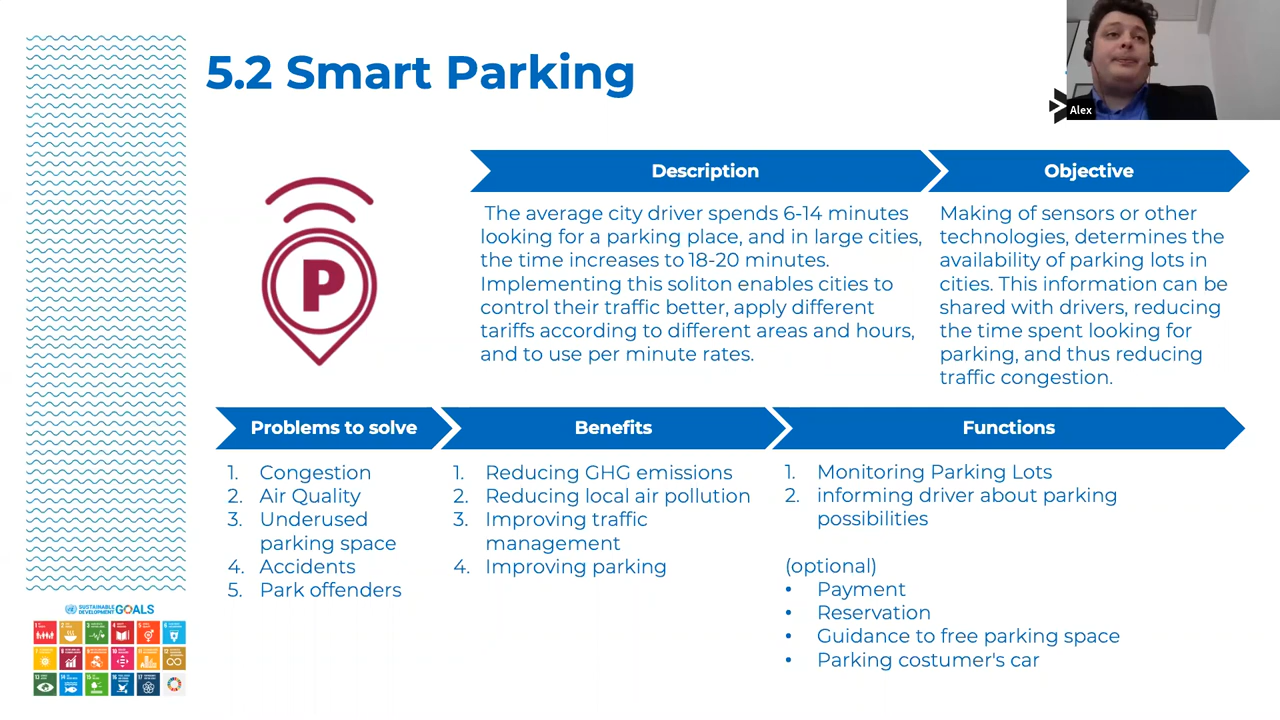 5.2 Smart Parking
Alex
P
Description
The average city driver spends 6-14 minutes
looking for a parking place, and in large cities,
the time increases to 18-20 minutes.
Implementing this soliton enables cities to
control their traffic better, apply different
tariffs according to different areas and hours,
and to use per minute rates.
Objective
Making of sensors or other
technologies, determines the
availability of parking lots in
cities. This information can be
shared with drivers, reducing
the time spent looking for
parking, and thus reducing
traffic congestion.
Problems to solve
1. Congestion
2. Air Quality
3. Underused
parking space
4. Accidents
5. Park offenders
Benefits
1. Reducing GHG emissions
2. Reducing local air pollution
3. Improving traffic
management
4. Improving parking
Functions
1. Monitoring Parking Lots
2. informing driver about parking
possibilities
(optional)
• Payment
• Reservation
• Guidance to free parking space
• Parking costumer's car
SUSTAINABLE
DEVELOPMENT GOALS